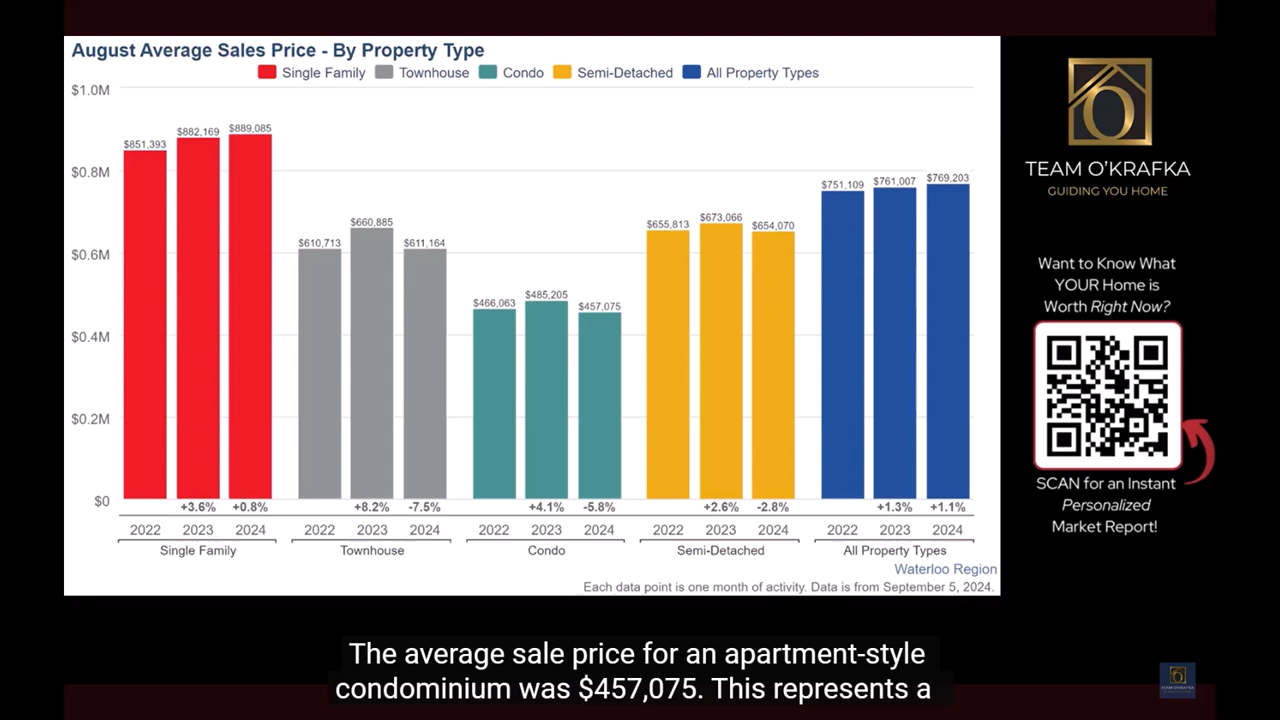 August Average Sales Price - By Property Type
Single Family Townhouse Condo Semi-Detached All Property Types
$1.0M
$0.8M
$0.6M
$0.4M
$0.2M
$0
$851,393 $882,169 $889,085
$610,713 $660,885 $611,164
$466,063 $485,205 $457,075
$655,813 $673,066 $654,070
$751,109 $761,007 $769,203
+3.6% +0.8% +8.2% -7.5% +4.1% -5.8% +2.6% -2.8% +1.3% +1.1%
2022 2023 2024 2022 2023 2024 2022 2023 2024 2022 2023 2024 2022 2023 2024
Single Family Townhouse Condo Semi-Detached All Property Types
Waterloo Region
Each data point is one month of activity. Data is from September 5, 2024.
O
TEAM O'KRAFKA
GUIDING YOU HOME
Want to Know What
YOUR Home is
Worth Right Now?
SCAN for an Instant
Personalized
Market Report!
The average sale price for an apartment-style
condominium was $457,075. This represents a
TEAM O'KRAFKA